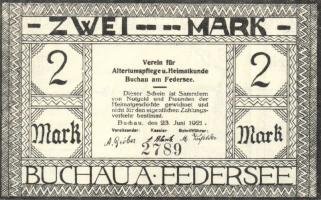 ZWEI --- MARK -
2
2
Verein für
Altertumspflege u. Heimatkunde
Buchau am Federsee.
Dieser Schein ist Sammlern
von Notgeld und Freunden der
Heimatgeschichte gewidmet und
nicht für den eigentlichen Zahlungs-
verkehr bestimmt.
Buchau, den 23. Juni 1921.
Vorsitzender: Kassier: Schriftführer:
A. Gröber
2789
Mark
Mark
BUCHAU A. FEDERSEE